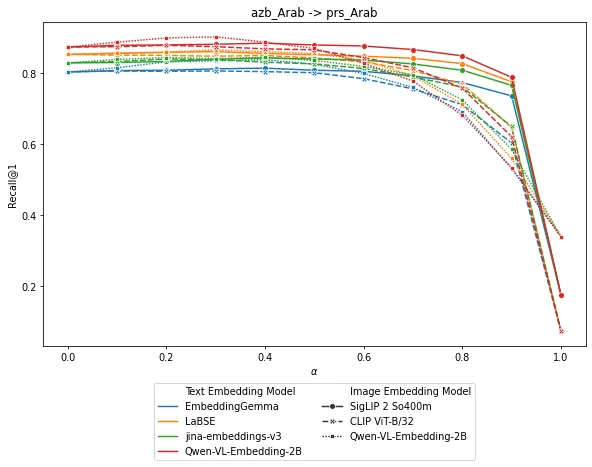 azb_Arab -> prs_Arab
Recall@1
0.8
0.6
0.4
0.2
0.0 0.2 0.4 0.6 0.8 1.0
α
Text Embedding Model Image Embedding Model
EmbeddingGemma SigLIP 2 So400m
LaBSE CLIP ViT-B/32
jina-embeddings-v3 Qwen-VL-Embedding-2B
Qwen-VL-Embedding-2B